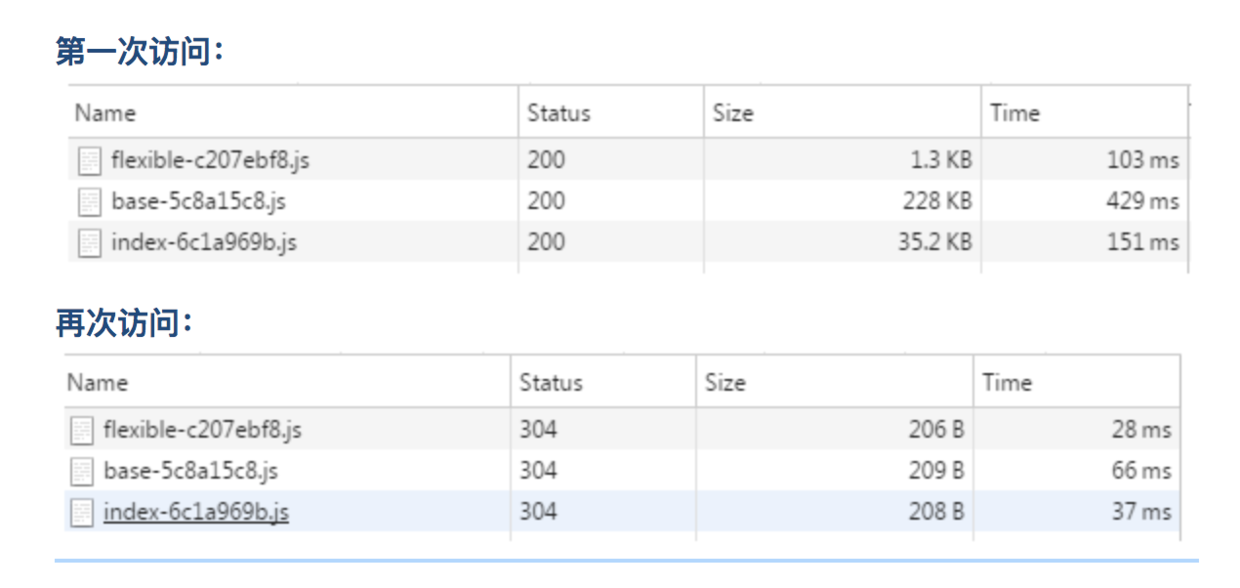 第一次访问：
Name Status Size Time
flexible-c207ebf8.js 200 1.3 KB 103 ms
base-5c8a15c8.js 200 228 KB 429 ms
index-6c1a969b.js 200 35.2 KB 151 ms
再次访问：
Name Status Size Time
flexible-c207ebf8.js 304 206 B 28 ms
base-5c8a15c8.js 304 209 B 66 ms
index-6c1a969b.js 304 208 B 37 ms